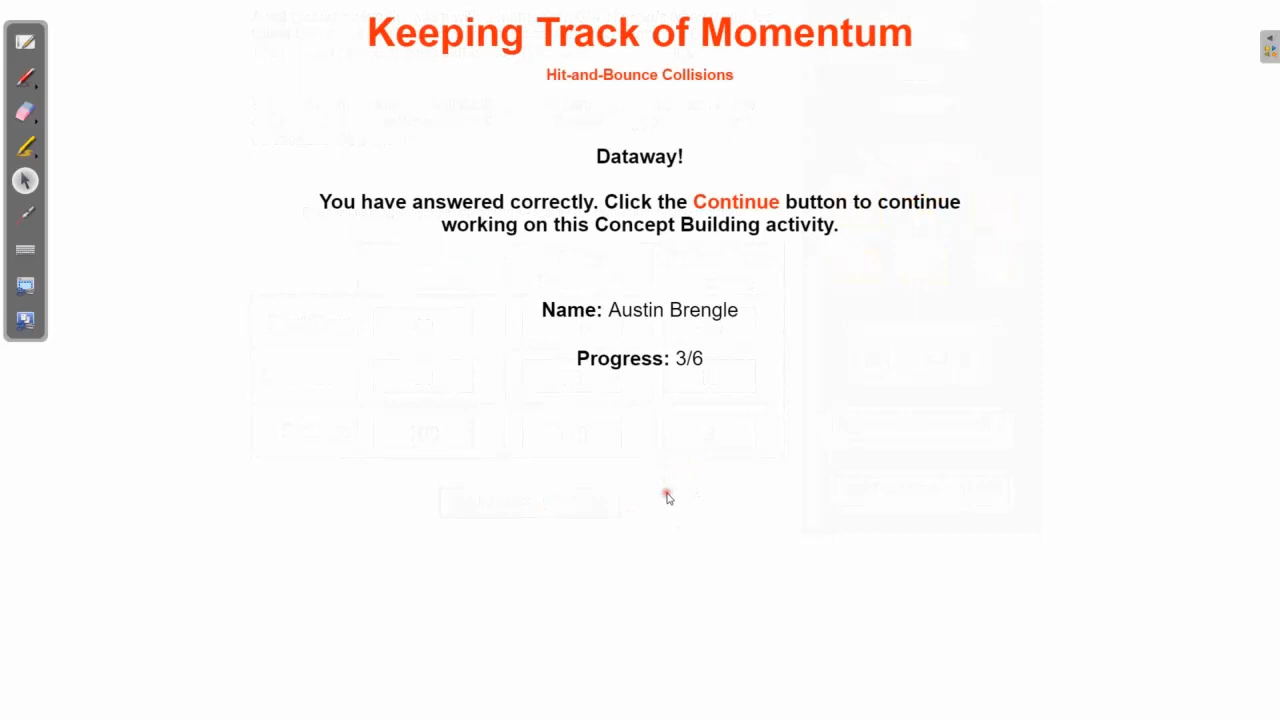 Keeping Track of Momentum
Hit-and-Bounce Collisions
Dataway!
You have answered correctly. Click the Continue button to continue
working on this Concept Building activity.
Name: Austin Brengle
Progress: 3/6